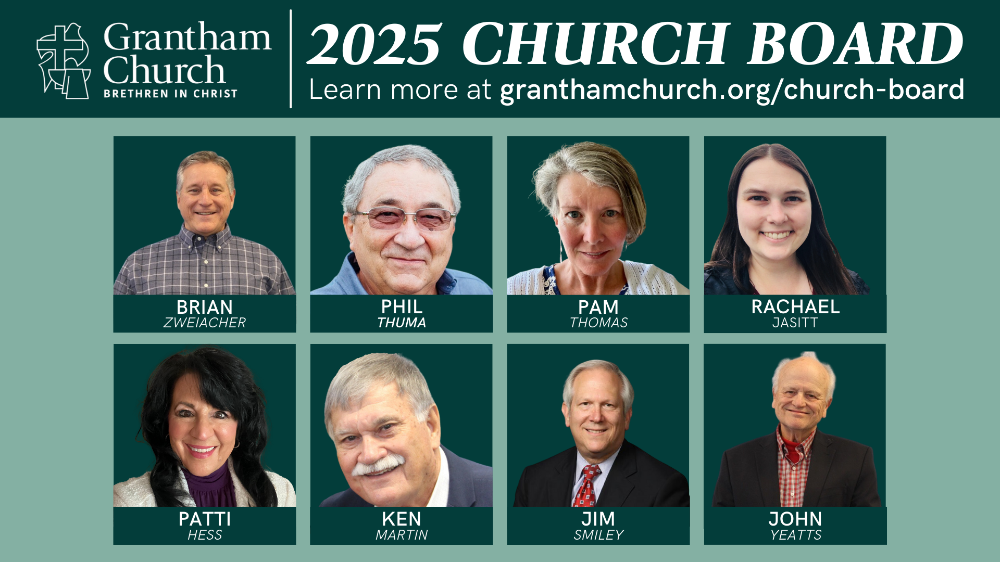 Grantham
Church
BRETHREN IN CHRIST
2025 CHURCH BOARD
Learn more at granthamchurch.org/church-board
BRIAN
ZWEIACHER
PHIL
THUMA
PAM
THOMAS
RACHAEL
JASITT
PATTI
HESS
KEN
MARTIN
JIM
SMILEY
JOHN
YEATTS